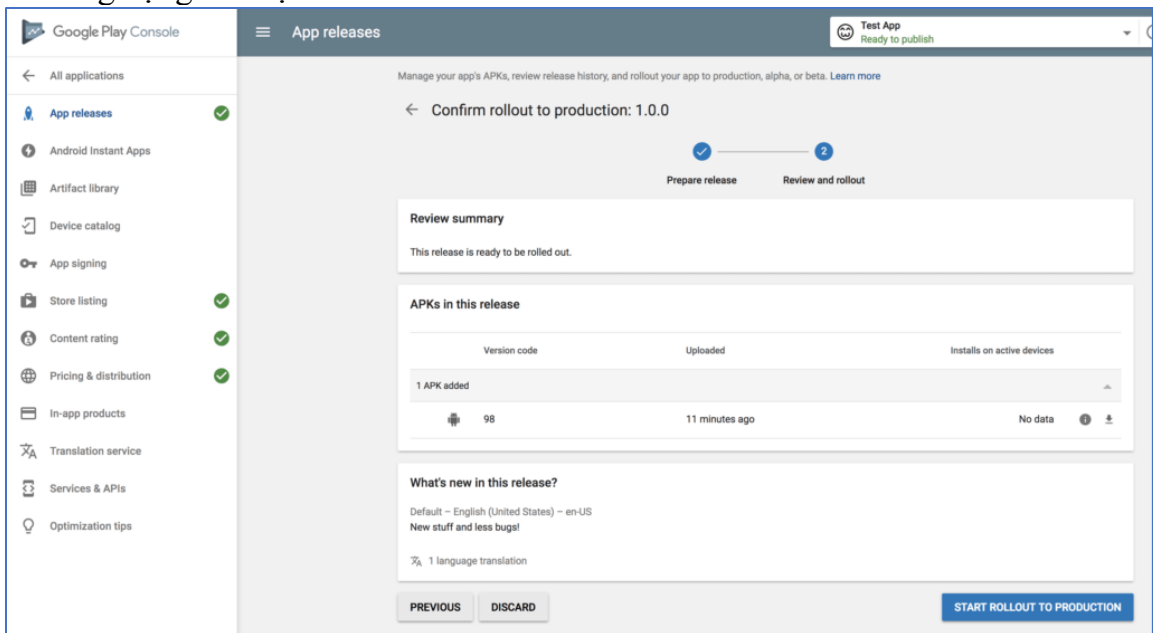 Google Play Console
App releases
Test App
Ready to publish
All applications
App releases
Android Instant Apps
Artifact library
Device catalog
App signing
Store listing
Content rating
Pricing & distribution
In-app products
Translation service
Services & APIs
Optimization tips
Manage your app's APKs, review release history, and rollout your app to production, alpha, or beta. Learn more
Confirm rollout to production: 1.0.0
2
Prepare release Review and rollout
Review summary
This release is ready to be rolled out.
APKs in this release
Version code Uploaded Installs on active devices
1 APK added
98 11 minutes ago No data
What's new in this release?
Default – English (United States) – en-US
New stuff and less bugs!
1 language translation
PREVIOUS DISCARD START ROLLOUT TO PRODUCTION